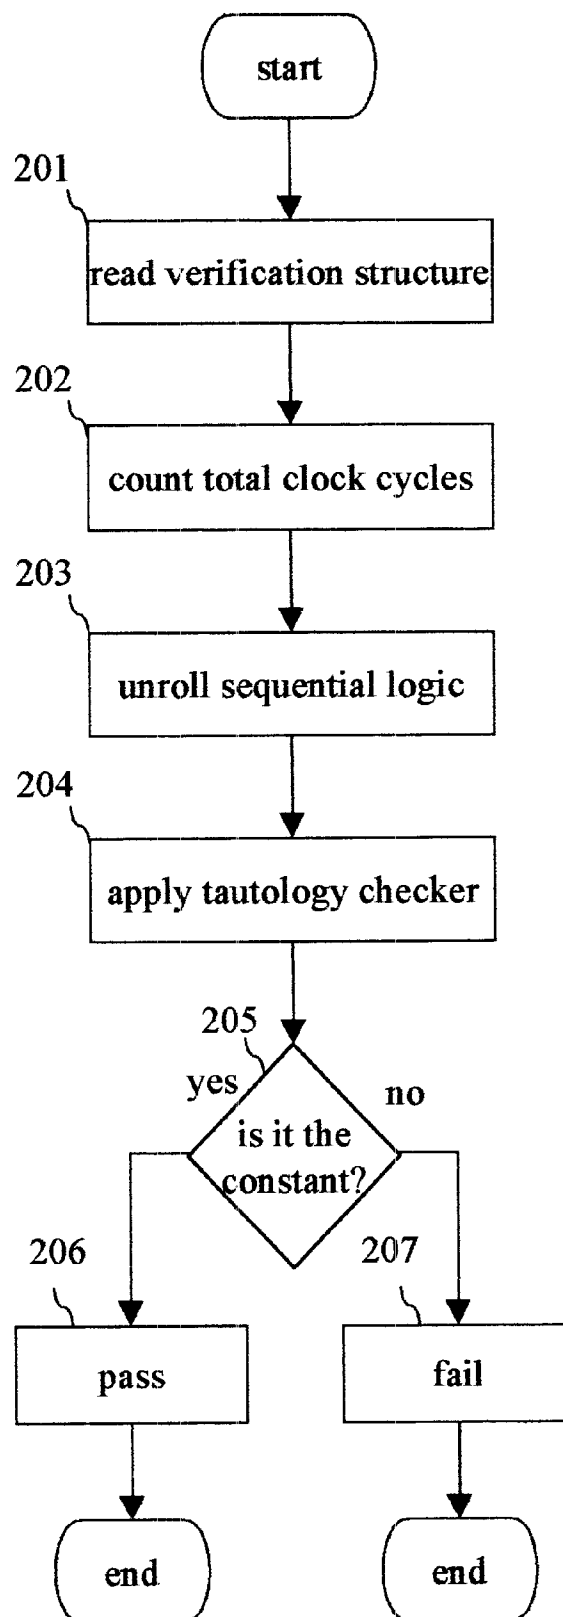 start
201
read verification structure
202
count total clock cycles
203
unroll sequential logic
204
apply tautology checker
205
yes
no
is it the
constant?
206
207
pass
fail
end
end